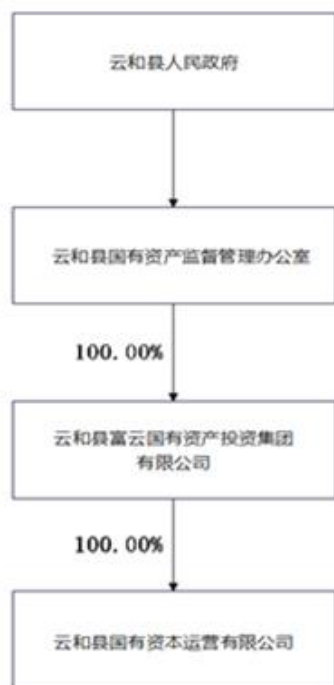 云和县人民政府
云和县国有资产监督管理办公室
100.00%
云和县富云国有资产投资集团
有限公司
100.00%
云和县国有资本运营有限公司